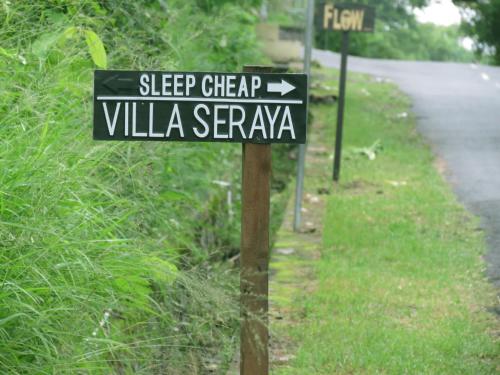 FLOW
SLEEP CHEAP
VILLA SERAYA